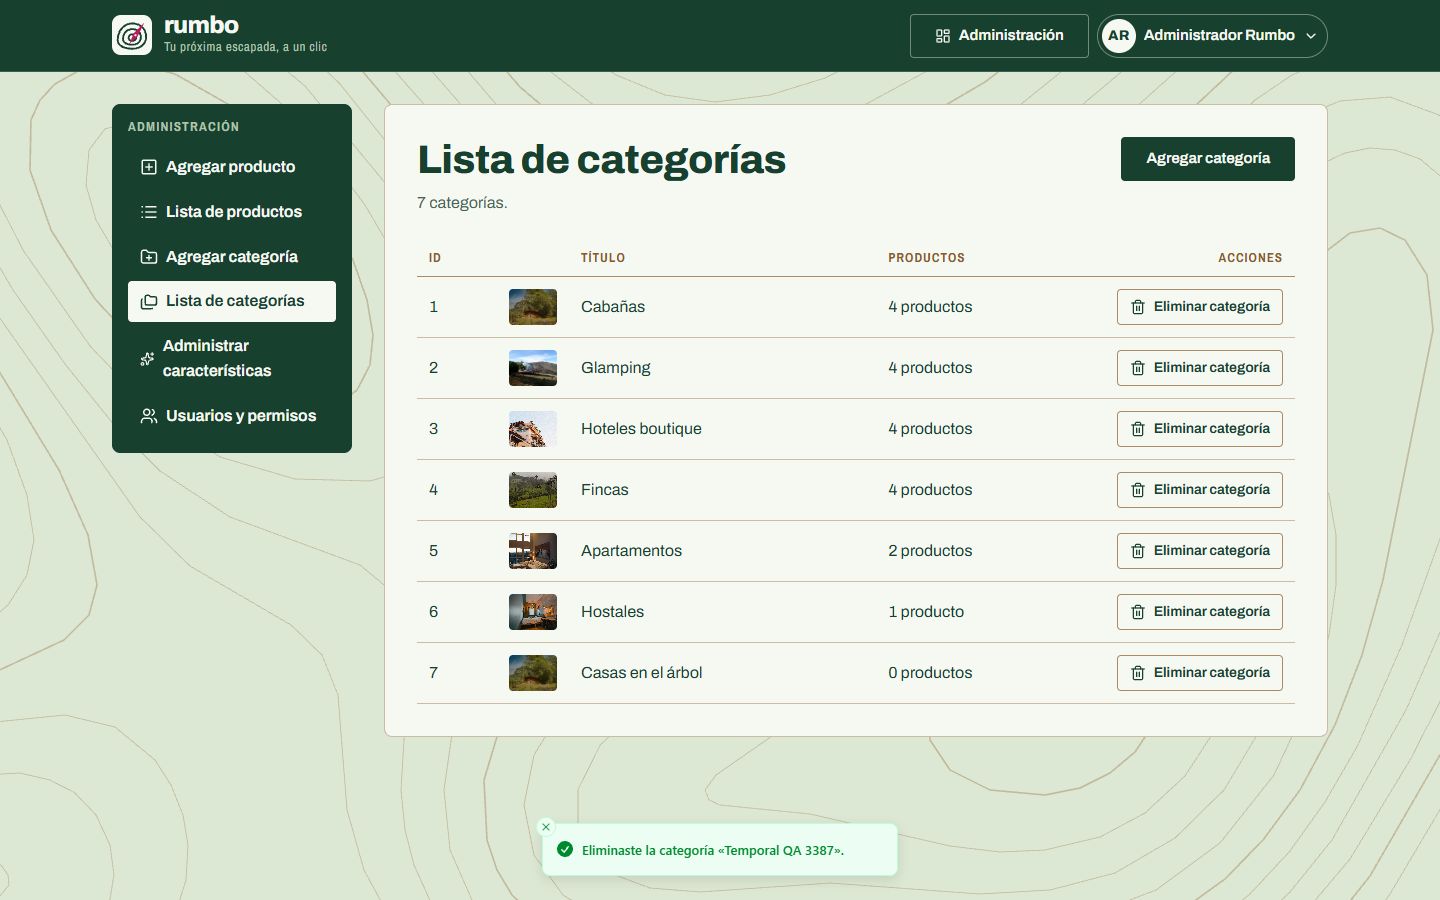 rumbo
Tu próxima escapada, a un clic
Administración
AR Administrador Rumbo
ADMINISTRACIÓN
Agregar producto
Lista de productos
Agregar categoría
Lista de categorías
Administrar
características
Usuarios y permisos
Lista de categorías
Agregar categoría
7 categorías.
ID TÍTULO PRODUCTOS ACCIONES
1 Cabañas 4 productos Eliminar categoría
2 Glamping 4 productos Eliminar categoría
3 Hoteles boutique 4 productos Eliminar categoría
4 Fincas 4 productos Eliminar categoría
5 Apartamentos 2 productos Eliminar categoría
6 Hostales 1 producto Eliminar categoría
7 Casas en el árbol 0 productos Eliminar categoría
Eliminaste la categoría «Temporal QA 3387».